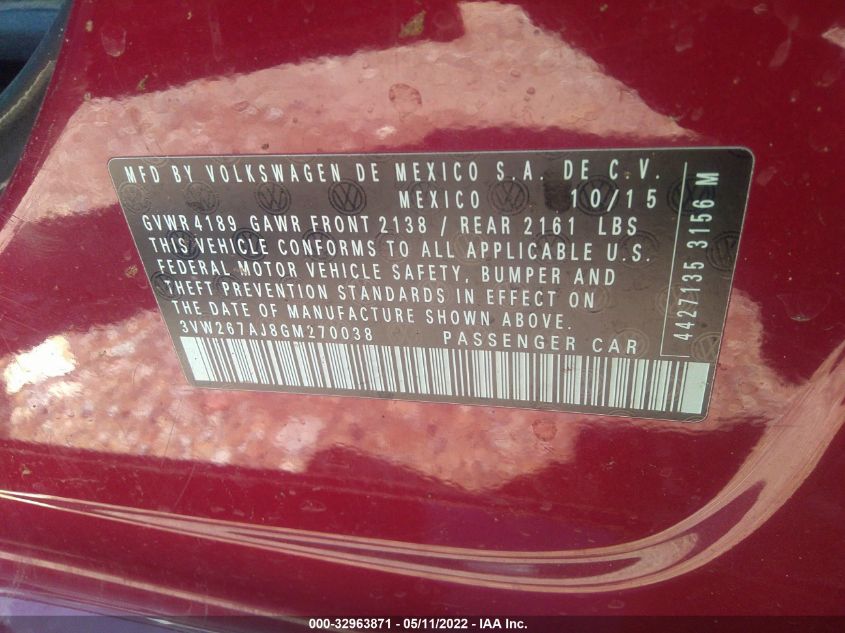 MFD BY VOLKSWAGEN DE MEXICO S.A. DE C.V.
MEXICO 10/15
GVWR4189 GAWR FRONT 2138 / REAR 2161 LBS
THIS VEHICLE CONFORMS TO ALL APPLICABLE U.S.
FEDERAL MOTOR VEHICLE SAFETY, BUMPER AND
THEFT PREVENTION STANDARDS IN EFFECT ON
THE DATE OF MANUFACTURE SHOWN ABOVE.
3VW267AJ8GM270038 PASSENGER CAR
4427135 3156 M
000-32963871 - 05/11/2022 - IAA Inc.